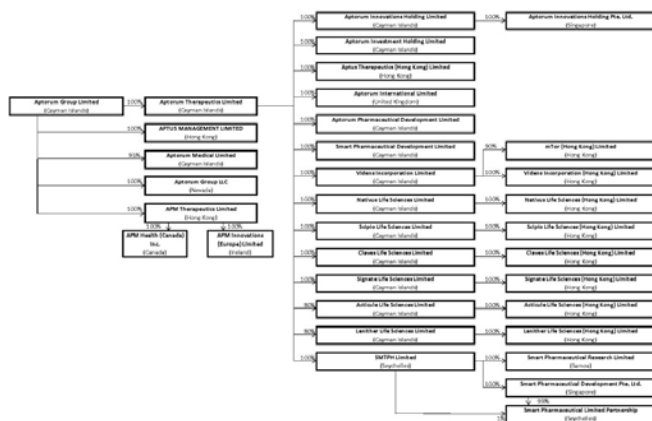 100% Aptorum Innovations Holding Limited 100% Aptorum Innovations Holding Pte. Ltd.
(Cayman Islands) (Singapore)
100% Aptorum Investment Holding Limited
(Cayman Islands)
100% Aptus Therapeutics (Hong Kong) Limited
(Hong Kong)
Aptorum Group Limited 100% Aptorum Therapeutics Limited 100% Aptorum International Limited
(Cayman Islands) (Cayman Islands) (United Kingdom)
100% Aptorum Pharmaceutical Development Limited
(Cayman Islands)
100% APTUS MANAGEMENT LIMITED
(Hong Kong)
100% Smart Pharmaceutical Development Limited 90% mTor (Hong Kong) Limited
(Cayman Islands) (Hong Kong)
Aptorum Medical Limited
(Cayman Islands)
100% Videns Incorporation Limited 100% Videns Incorporation (Hong Kong) Limited
(Cayman Islands) (Hong Kong)
100% Aptorum Group LLC
(Nevada)
100% Nativus Life Sciences Limited 100% Nativus Life Sciences (Hong Kong) Limited
(Cayman Islands) (Hong Kong)
100% APM Therapeutics Limited
(Hong Kong)
100% Scipio Life Sciences Limited 100% Scipio Life Sciences (Hong Kong) Limited
(Cayman Islands) (Hong Kong)
100% 100%
APM Health (Canada) Inc. APM Innovations (Europa) Limited
(Canada) (Ireland)
100% Claves Life Sciences Limited 100% Claves Life Sciences (Hong Kong) Limited
(Cayman Islands) (Hong Kong)
100% Signate Life Sciences Limited 100% Signate Life Sciences (Hong Kong) Limited
(Cayman Islands) (Hong Kong)
80% Acticule Life Sciences Limited 100% Acticule Life Sciences (Hong Kong) Limited
(Cayman Islands) (Hong Kong)
90% Lanither Life Sciences Limited 100% Lanither Life Sciences (Hong Kong) Limited
(Cayman Islands) (Hong Kong)
100% SMTPH Limited 100% Smart Pharmaceutical Research Limited
(Seychelles) (Samoa)
100% Smart Pharmaceutical Development Pte. Ltd.
(Singapore)
99%
1% Smart Pharmaceutical Limited Partnership
(Seychelles)